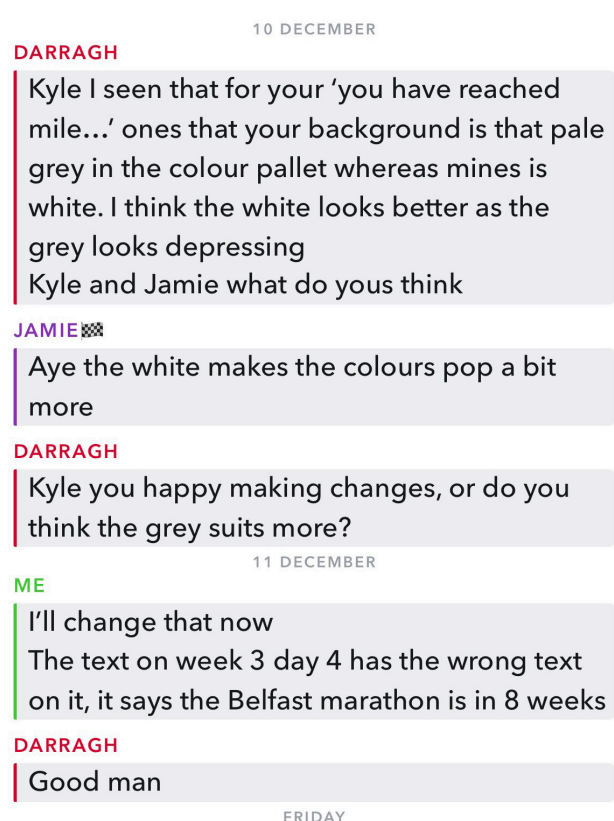 10 DECEMBER
DARRAGH
Kyle I seen that for your ‘you have reached
mile...’ ones that your background is that pale
grey in the colour pallet whereas mines is
white. I think the white looks better as the
grey looks depressing
Kyle and Jamie what do yous think
JAMIE🏁
Aye the white makes the colours pop a bit
more
DARRAGH
Kyle you happy making changes, or do you
think the grey suits more?
11 DECEMBER
ME
I’ll change that now
The text on week 3 day 4 has the wrong text
on it, it says the Belfast marathon is in 8 weeks
DARRAGH
Good man
FRIDAY